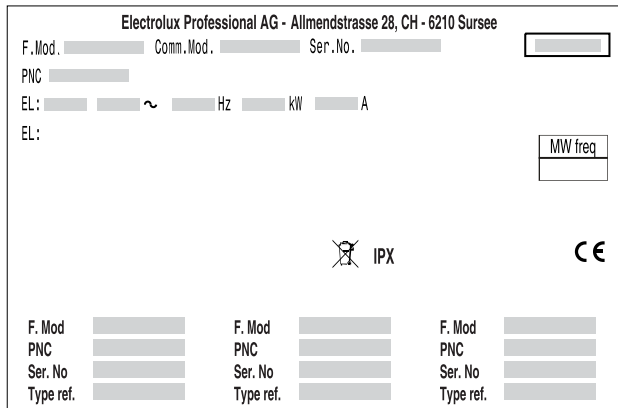 Electrolux Professional AG - Allmendstrasse 28, CH - 6210 Sursee
F.Mod. Comm.Mod. Ser.No.
PNC
EL: ~ Hz kW A
EL:
MW freq
IPX CE
F. Mod F. Mod F. Mod
PNC PNC PNC
Ser. No Ser. No Ser. No
Type ref. Type ref. Type ref.